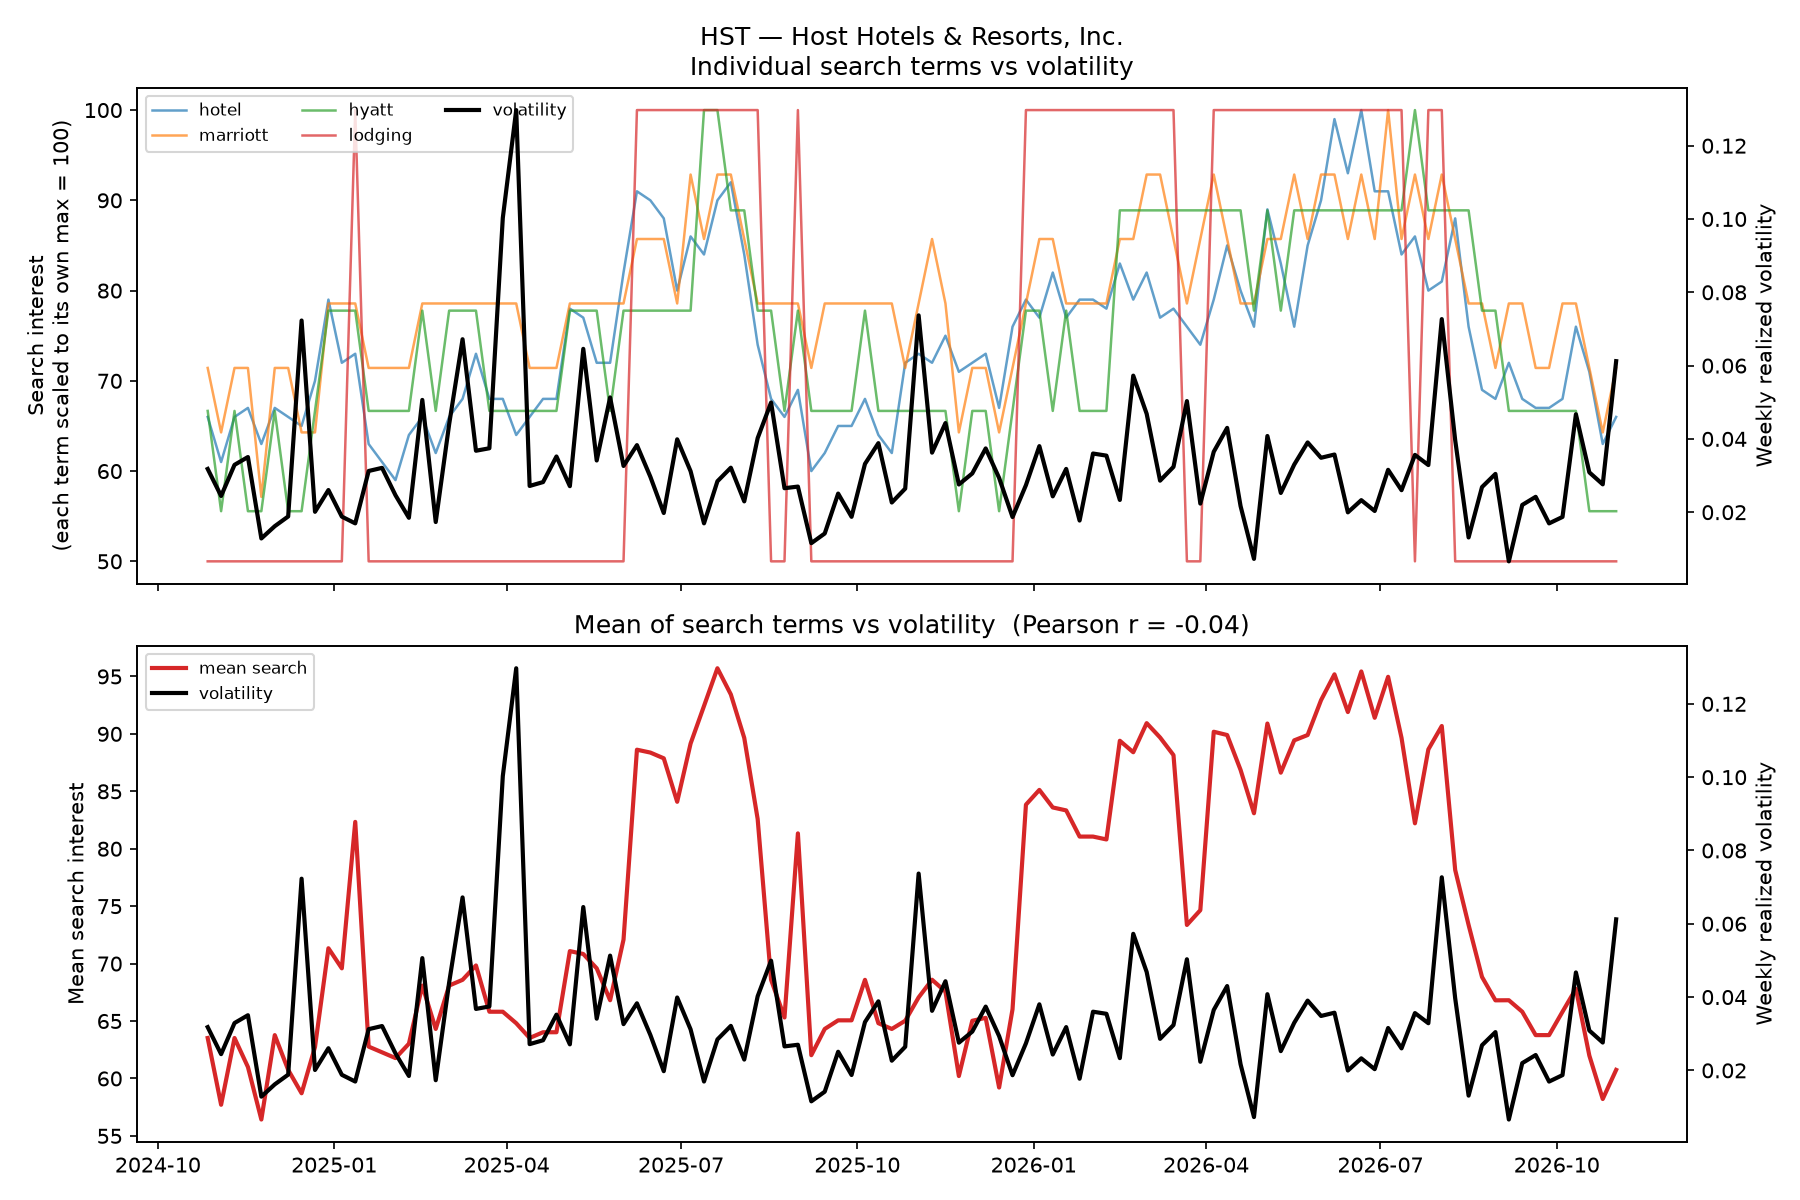 HST — Host Hotels & Resorts, Inc.
Individual search terms vs volatility
hotel
marriott
hyatt
lodging
volatility
Search interest
(each term scaled to its own max = 100)
100
90
80
70
60
50
0.12
0.10
0.08
0.06
0.04
0.02
Weekly realized volatility
Mean of search terms vs volatility (Pearson r = -0.04)
mean search
volatility
Mean search interest
95
90
85
80
75
70
65
60
55
0.12
0.10
0.08
0.06
0.04
0.02
Weekly realized volatility
2024-10
2025-01
2025-04
2025-07
2025-10
2026-01
2026-04
2026-07
2026-10